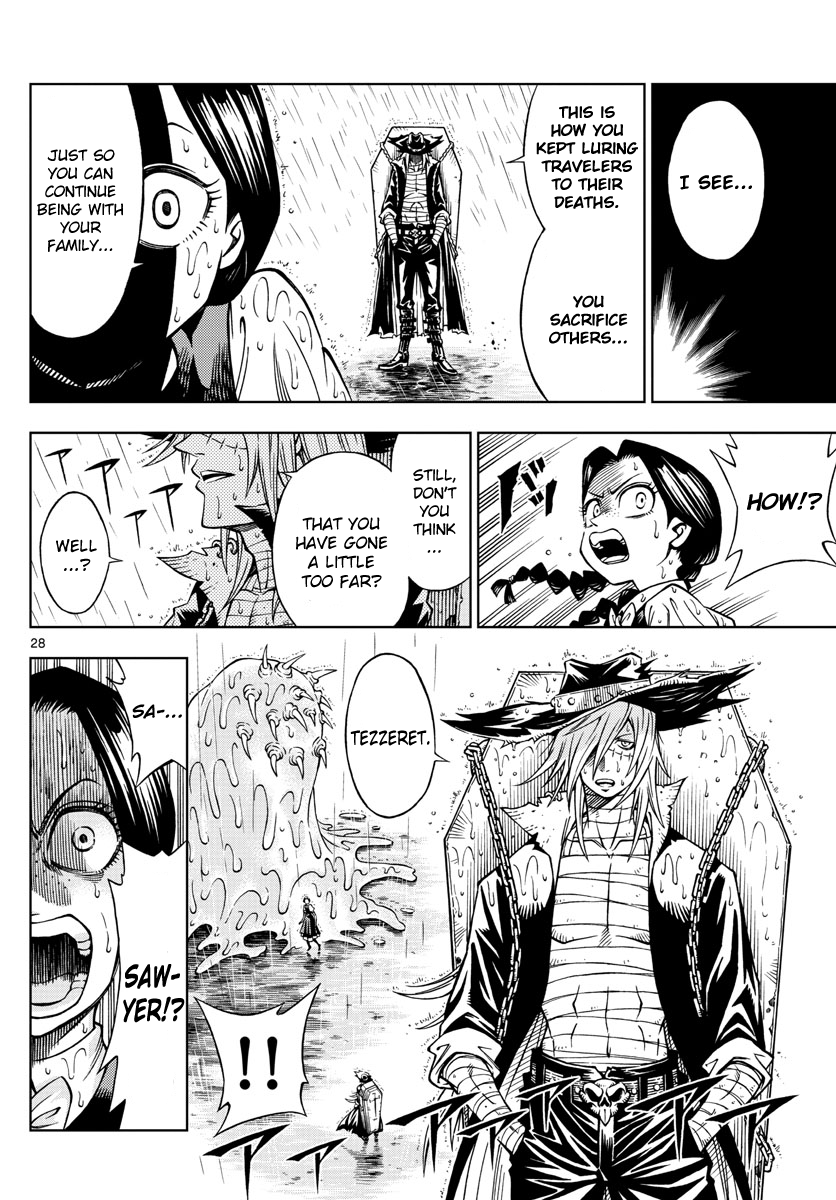 I SEE...
THIS IS
HOW YOU
KEPT LURING
TRAVELERS
TO THEIR
DEATHS.
YOU
SACRIFICE
OTHERS...
JUST SO
YOU CAN
CONTINUE
BEING WITH
YOUR
FAMILY...
HOW!?
STILL,
DON'T
YOU
THINK
...
THAT YOU
HAVE GONE
A LITTLE
TOO FAR?
WELL
...?
28
TEZZERET.
!!
SA-...
SAW-
YER!?